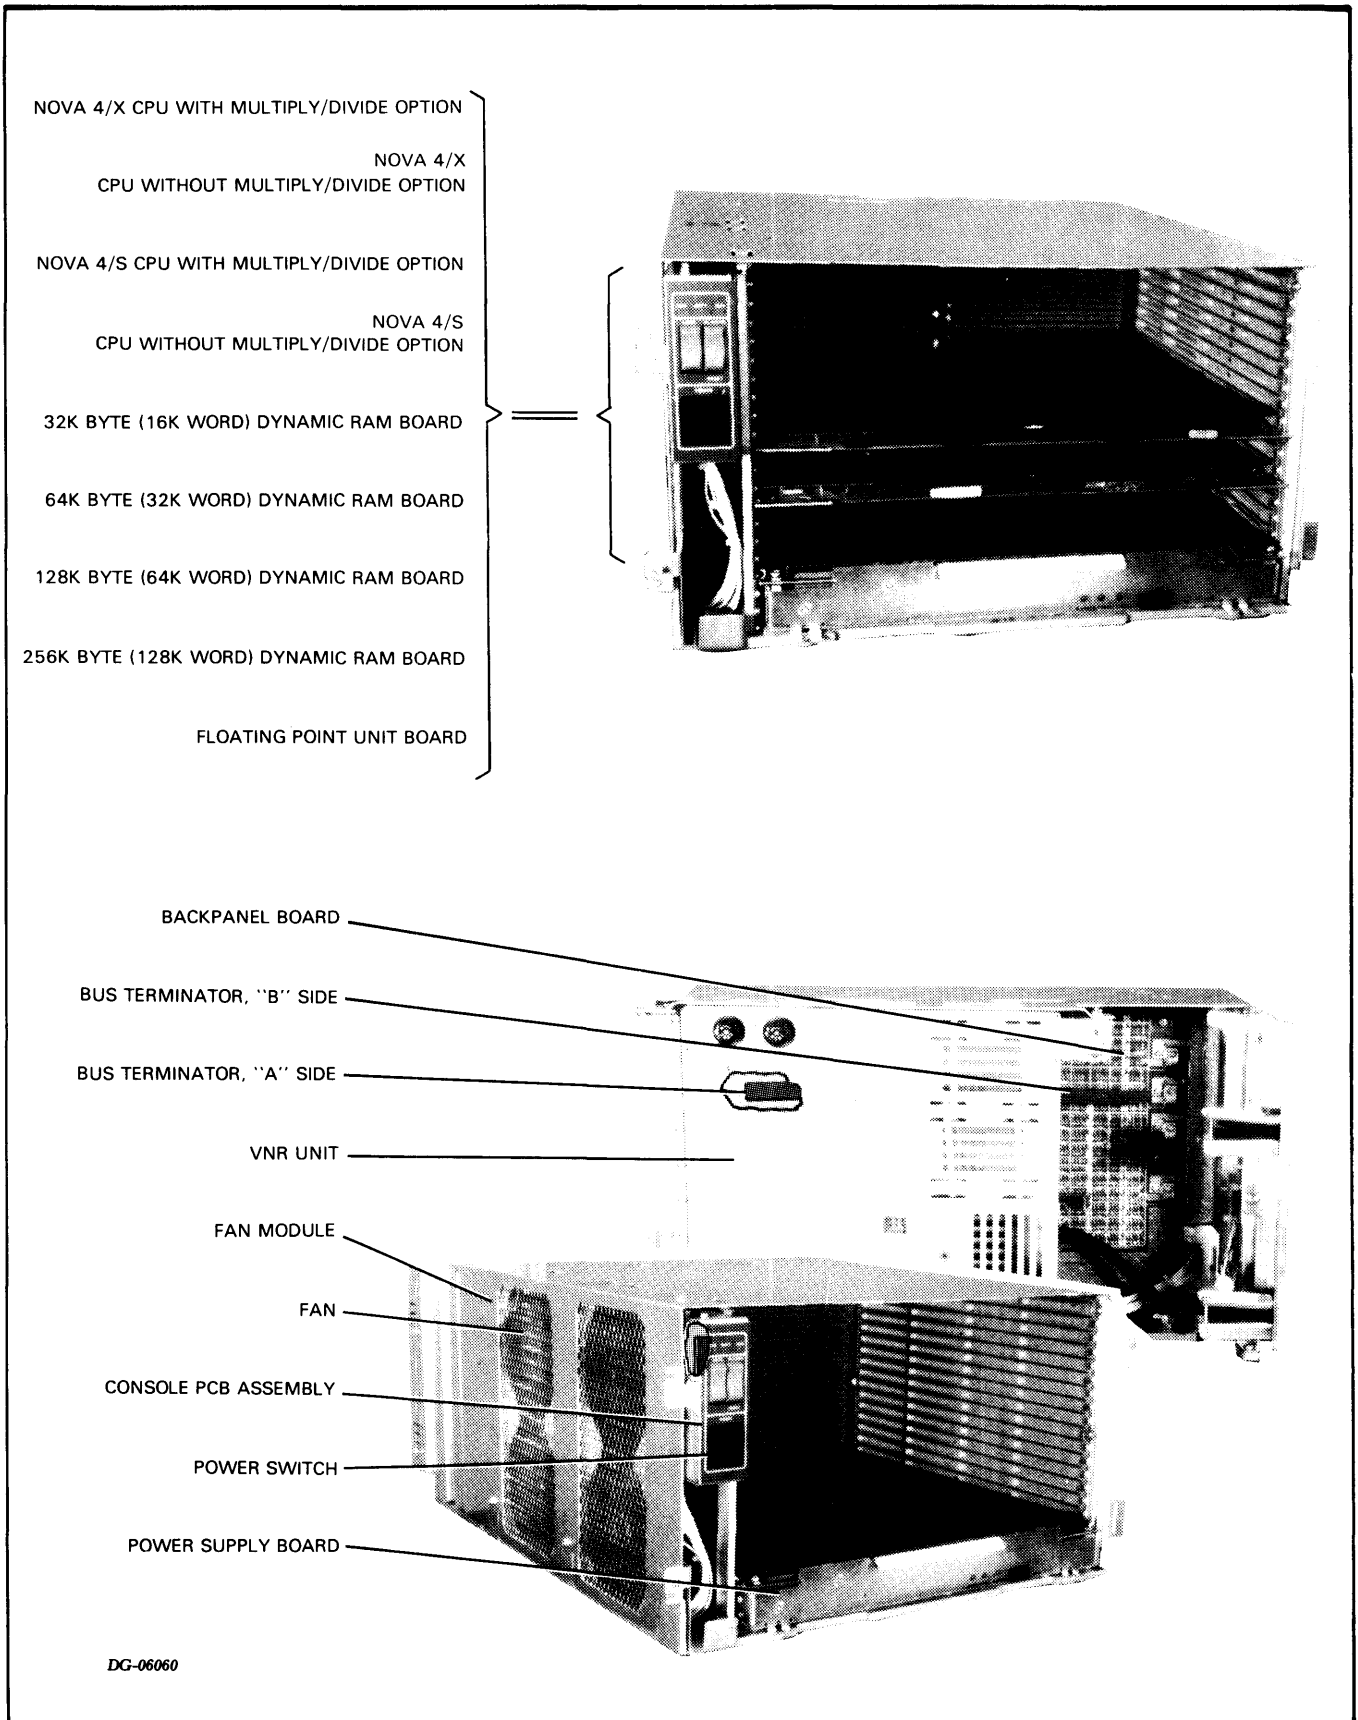 NOVA 4/X CPU WITH MULTIPLY/DIVIDE OPTION
NOVA 4/X
CPU WITHOUT MULTIPLY/DIVIDE OPTION
NOVA 4/S CPU WITH MULTIPLY/DIVIDE OPTION
NOVA 4/S
CPU WITHOUT MULTIPLY/DIVIDE OPTION
32K BYTE (16K WORD) DYNAMIC RAM BOARD
64K BYTE (32K WORD) DYNAMIC RAM BOARD
128K BYTE (64K WORD) DYNAMIC RAM BOARD
256K BYTE (128K WORD) DYNAMIC RAM BOARD
FLOATING POINT UNIT BOARD
BACKPANEL BOARD
BUS TERMINATOR, ``B'' SIDE
BUS TERMINATOR, ``A'' SIDE
VNR UNIT
FAN MODULE
FAN
CONSOLE PCB ASSEMBLY
POWER SWITCH
POWER SUPPLY BOARD
DG-06060